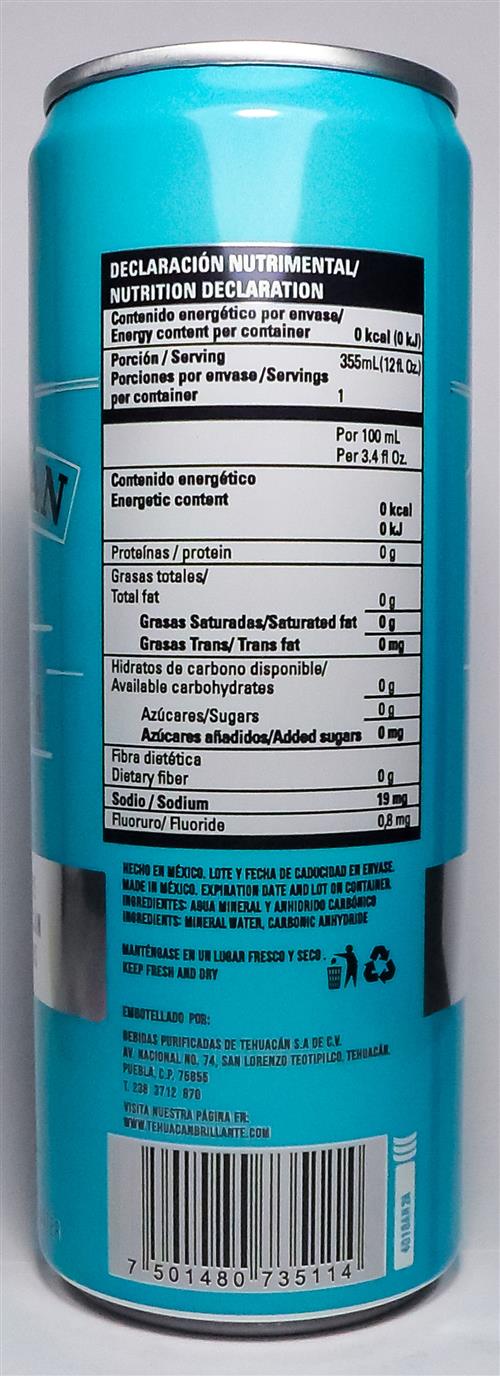 DECLARACIÓN NUTRIMENTAL/
NUTRITION DECLARATION
Contenido energético por envase/
Energy content per container 0 kcal (0 kJ)
Porción / Serving 355mL(12 fl. Oz.)
Porciones por envase/Servings
per container 1
Por 100 mL
Per 3.4 fl Oz.
Contenido energético
Energetic content
0 kcal
0 kJ
Proteínas / protein 0 g
Grasas totales/
Total fat 0 g
Grasas Saturadas/Saturated fat 0 g
Grasas Trans/ Trans fat 0 mg
Hidratos de carbono disponible/
Available carbohydrates 0 g
Azúcares/Sugars 0 g
Azúcares añadidos/Added sugars 0 mg
Fibra dietética
Dietary fiber 0 g
Sodio / Sodium 19 mg
Fluoruro/ Fluoride 0,8 mg
HECHO EN MÉXICO. LOTE Y FECHA DE CADUCIDAD EN ENVASE.
MADE IN MÉXICO. EXPIRATION DATE AND LOT ON CONTAINER.
INGREDIENTES: AGUA MINERAL Y ANHIDRIDO CARBÓNICO
INGREDIENTS: MINERAL WATER, CARBONIC ANHYDRIDE
MANTÉNGASE EN UN LUGAR FRESCO Y SECO.
KEEP FRESH AND DRY
EMBOTELLADO POR:
BEBIDAS PURIFICADAS DE TEHUACÁN S.A DE C.V.
AV. NACIONAL NO. 74, SAN LORENZO TEOTIPILCO, TEHUACÁN,
PUEBLA, C.P. 75855
T. 238 3712 870
VISITA NUESTRA PÁGINA EN:
WWW.TEHUACANBRILLANTE.COM
7 501480 735114